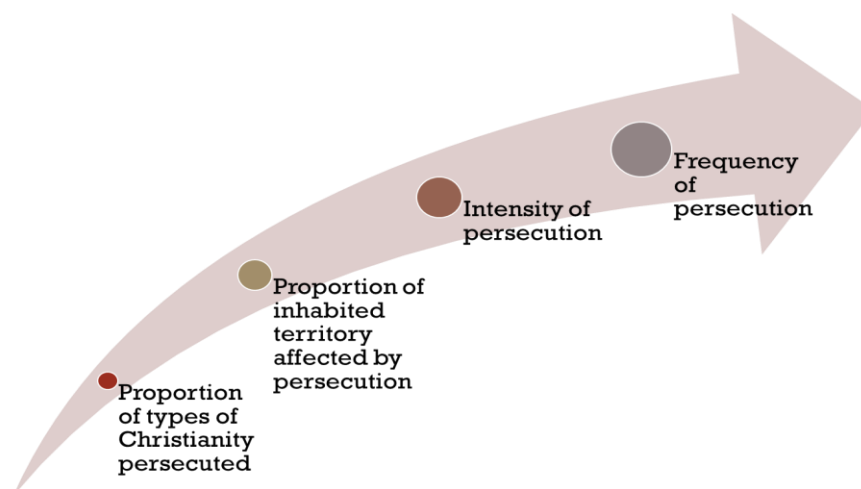 Proportion
of types of
Christianity
persecuted
Proportion of
inhabited
territory
affected by
persecution
Intensity of
persecution
Frequency
of
persecution